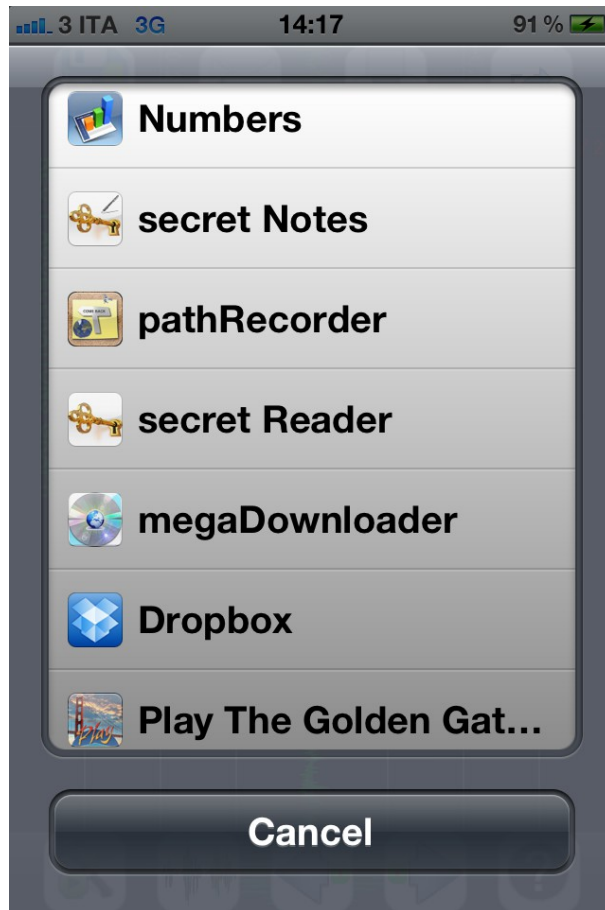 3 ITA 3G 14:17 91 %
Numbers
secret Notes
pathRecorder
secret Reader
megaDownloader
Dropbox
Play The Golden Gat...
Cancel